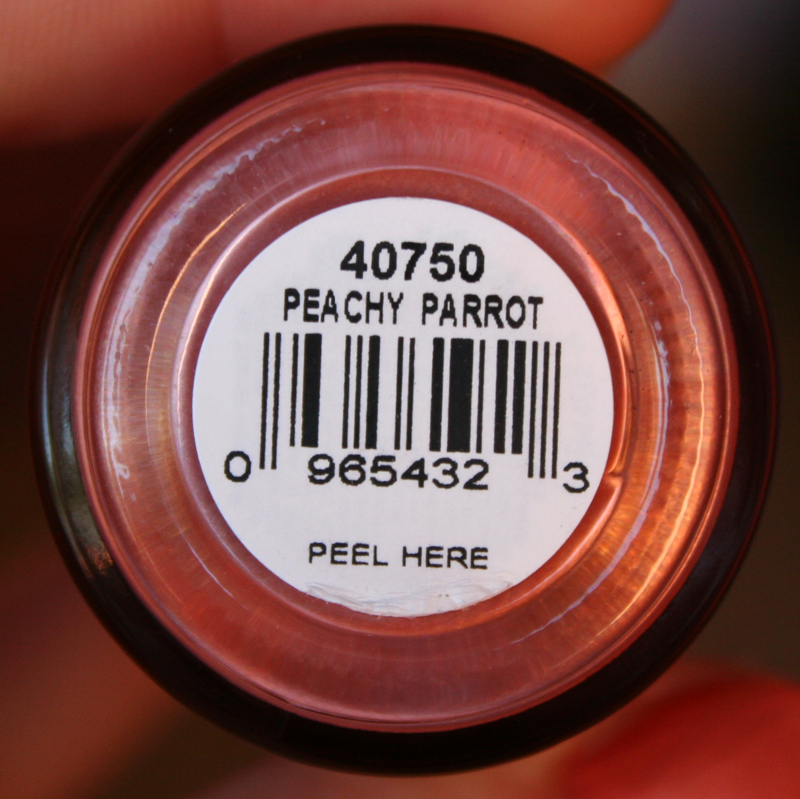 40750
PEACHY PARROT
0 965432 3
PEEL HERE